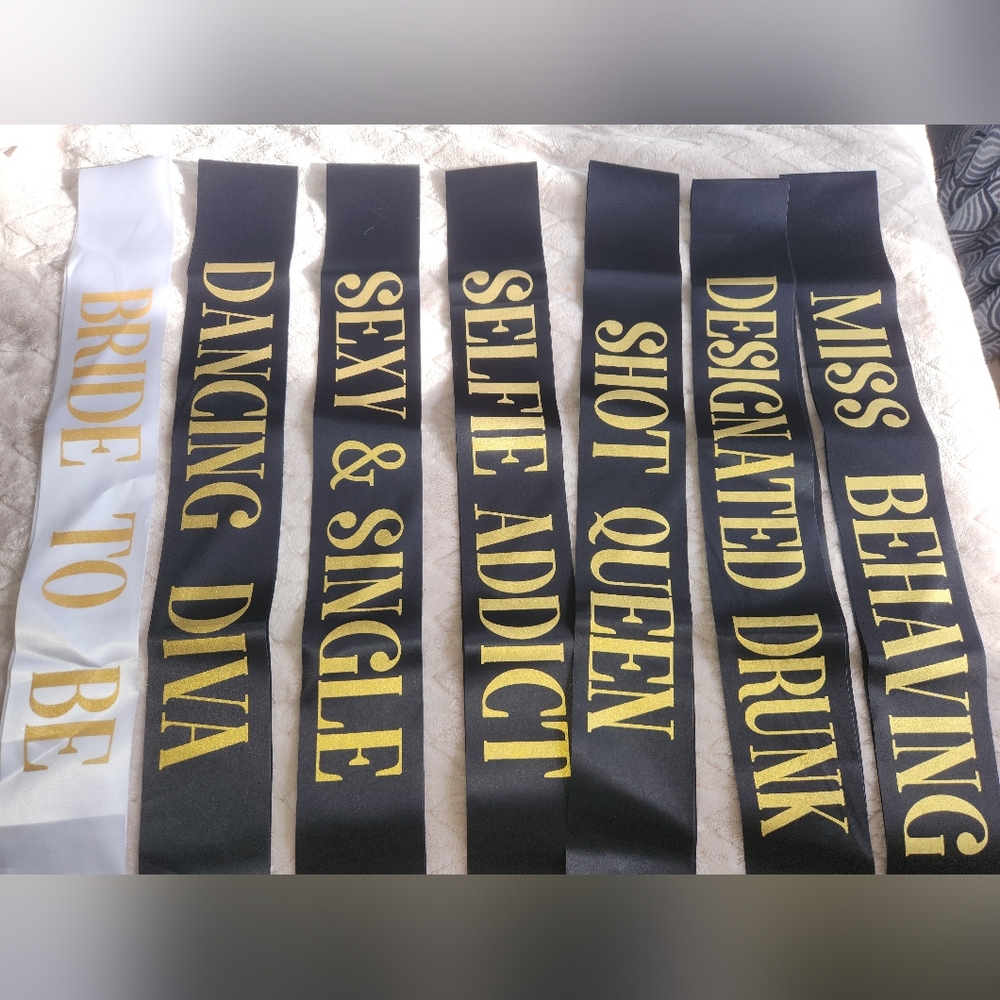 BRIDE TO BE
DANCING DIVA
SEXY & SINGLE
SELFIE ADDICT
SHOT QUEEN
DESIGNATED DRUNK
MISS BEHAVING